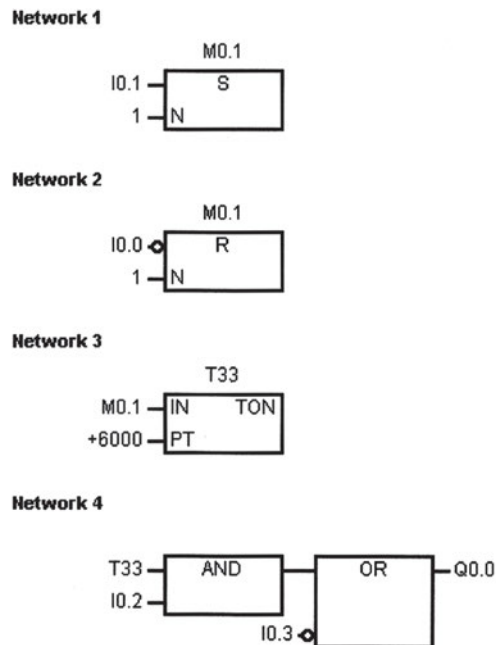 Network 1
M0.1
I0.1 S
1 N
Network 2
M0.1
I0.0 R
1 N
Network 3
T33
M0.1 IN TON
+6000 PT
Network 4
T33 AND OR Q0.0
I0.2
I0.3